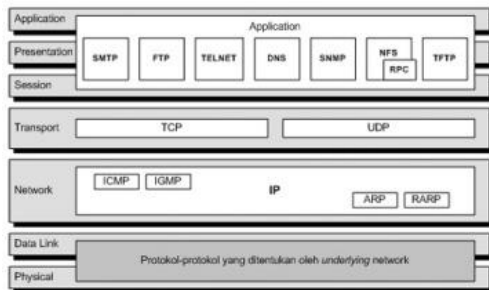 Application
Application
Presentation
SMTP FTP TELNET DNS SNMP NFS RPC TFTP
Session
Transport
TCP UDP
Network
ICMP IGMP IP
ARP RARP
Data Link
Protokol-protokol yang ditentukan oleh underlying network
Physical